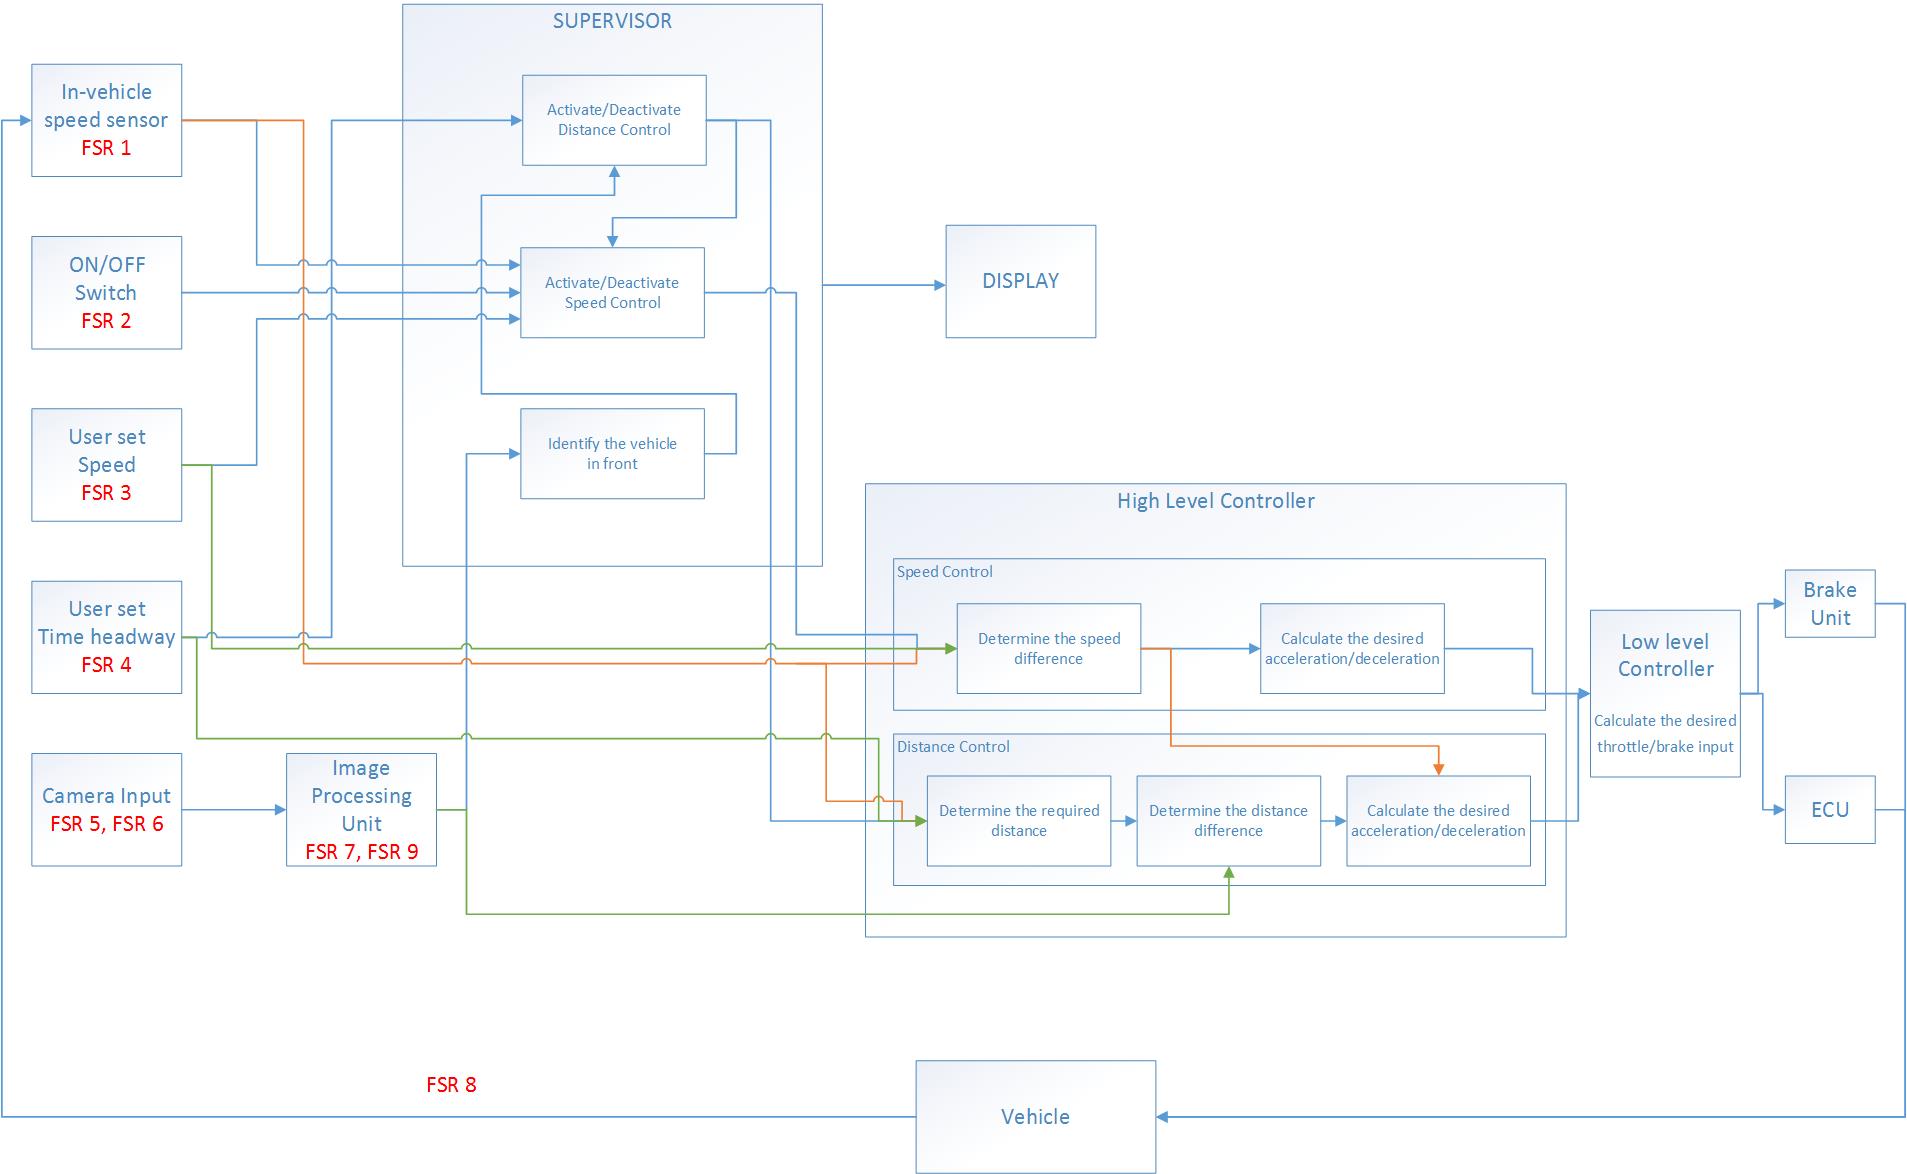 SUPERVISOR
In-vehicle
speed sensor
FSR 1
Activate/Deactivate
Distance Control
ON/OFF
Switch
FSR 2
Activate/Deactivate
Speed Control
DISPLAY
User set
Speed
FSR 3
Identify the vehicle
in front
High Level Controller
Speed Control
User set
Time headway
FSR 4
Determine the speed
difference
Calculate the desired
acceleration/deceleration
Low level
Controller
Calculate the desired
throttle/brake input
Brake
Unit
Distance Control
Camera Input
FSR 5, FSR 6
Image
Processing
Unit
FSR 7, FSR 9
Determine the required
distance
Determine the distance
difference
Calculate the desired
acceleration/deceleration
ECU
FSR 8
Vehicle